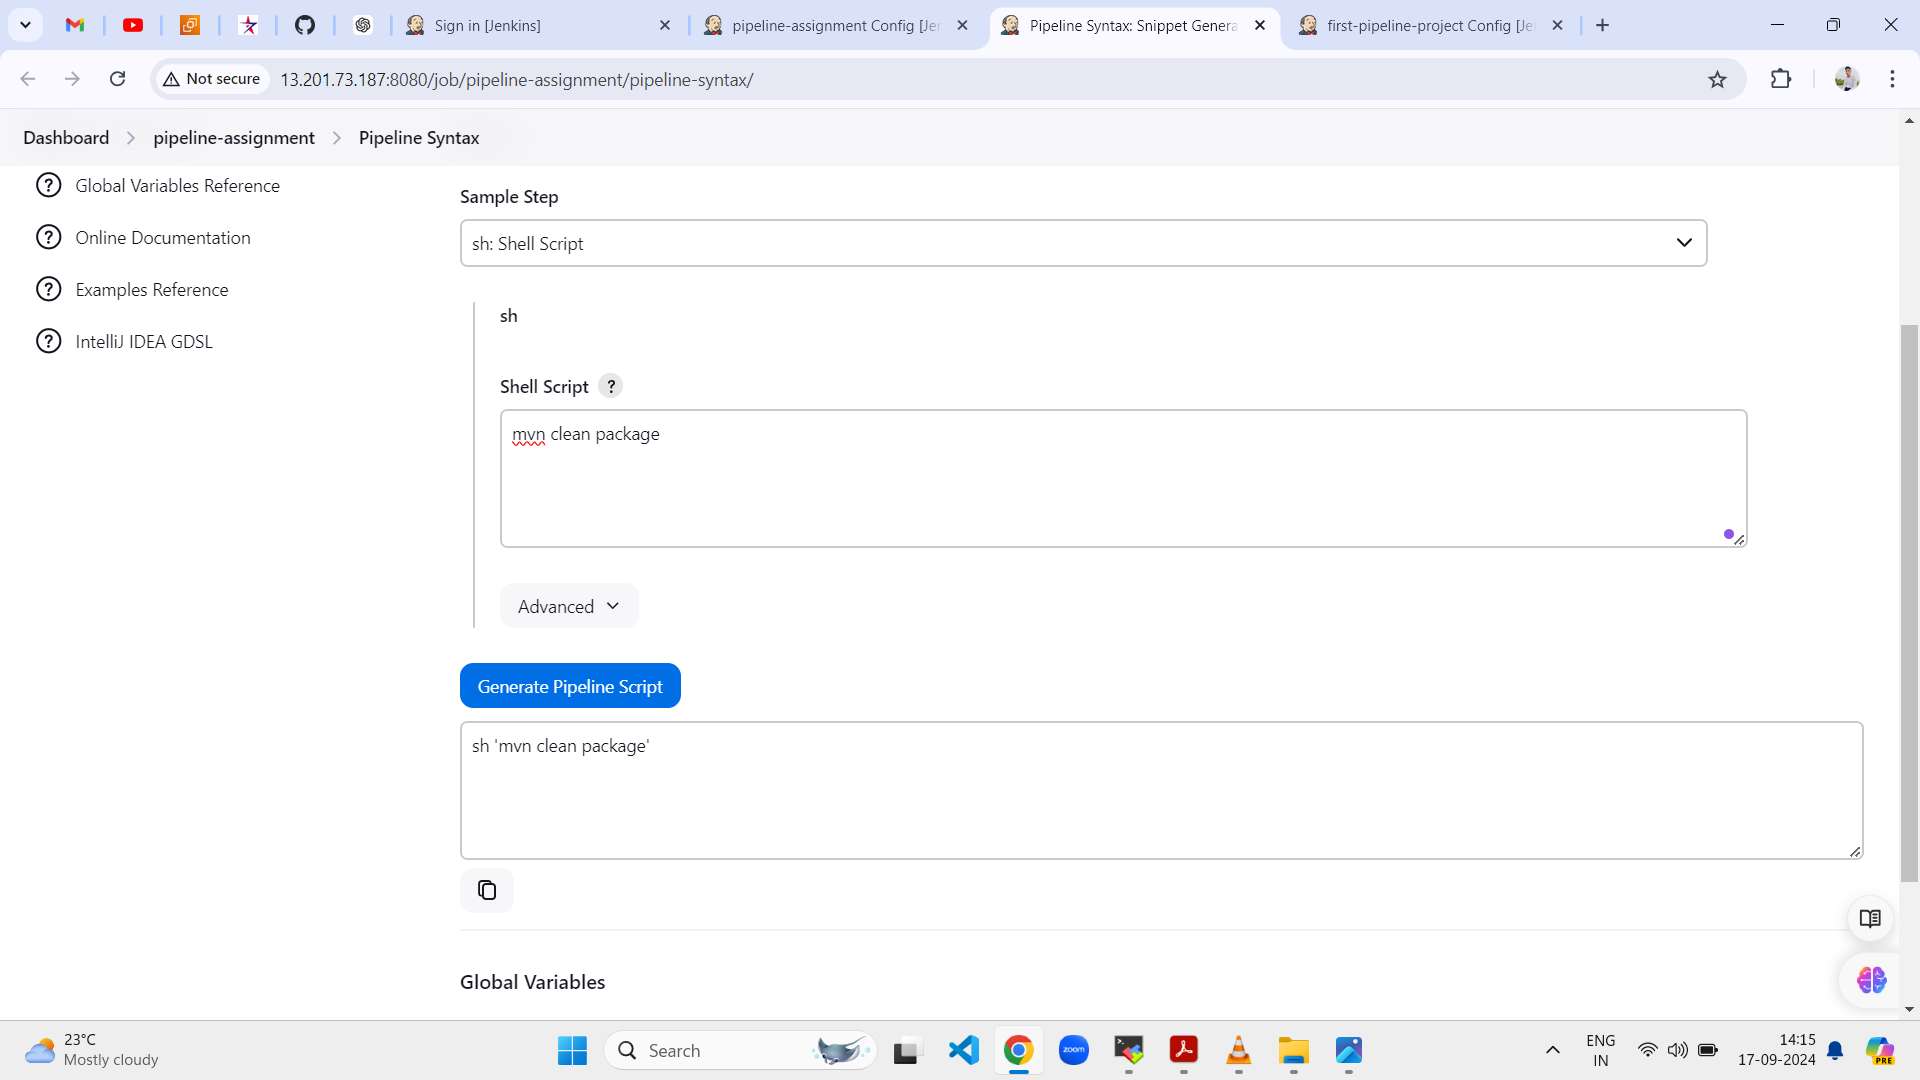 Sign in [Jenkins]
pipeline-assignment Config [Je
Pipeline Syntax: Snippet Genera
first-pipeline-project Config [Je
Not secure
13.201.73.187:8080/job/pipeline-assignment/pipeline-syntax/
Dashboard
pipeline-assignment
Pipeline Syntax
Global Variables Reference
Online Documentation
Examples Reference
IntelliJ IDEA GDSL
Sample Step
sh: Shell Script
sh
Shell Script ?
mvn clean package
Advanced
Generate Pipeline Script
sh 'mvn clean package'
Global Variables
23°C
Mostly cloudy
Search
zoom
ENG
IN
14:15
17-09-2024
PRE